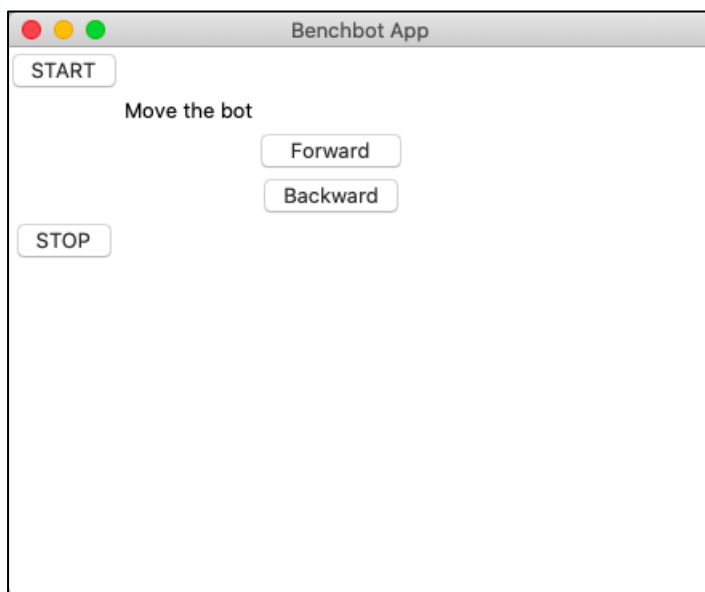 Benchbot App
START
Move the bot
Forward
Backward
STOP